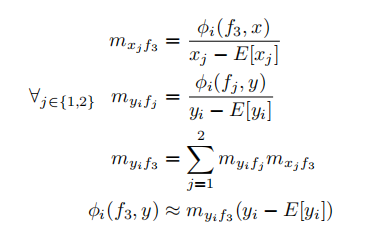 m_{x_j f_3} = \frac{\phi_i(f_3, x)}{x_j - E[x_j]}
\forall_{j \in \{1,2\}} m_{y_i f_j} = \frac{\phi_i(f_j, y)}{y_i - E[y_i]}
m_{y_i f_3} = \sum_{j=1}^{2} m_{y_i f_j} m_{x_j f_3}
\phi_i(f_3, y) \approx m_{y_i f_3}(y_i - E[y_i])